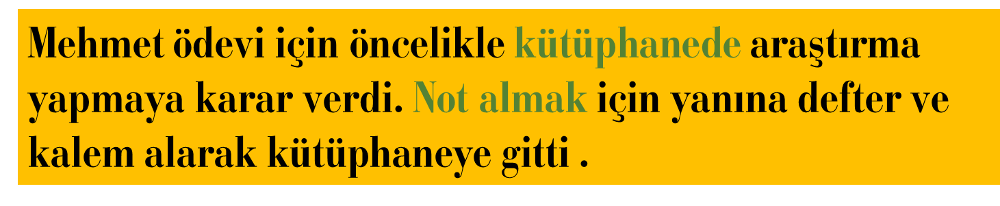 Mehmet ödevi için öncelikle kütüphanede araştırma
yapmaya karar verdi. Not almak için yanına defter ve
kalem alarak kütüphaneye gitti .